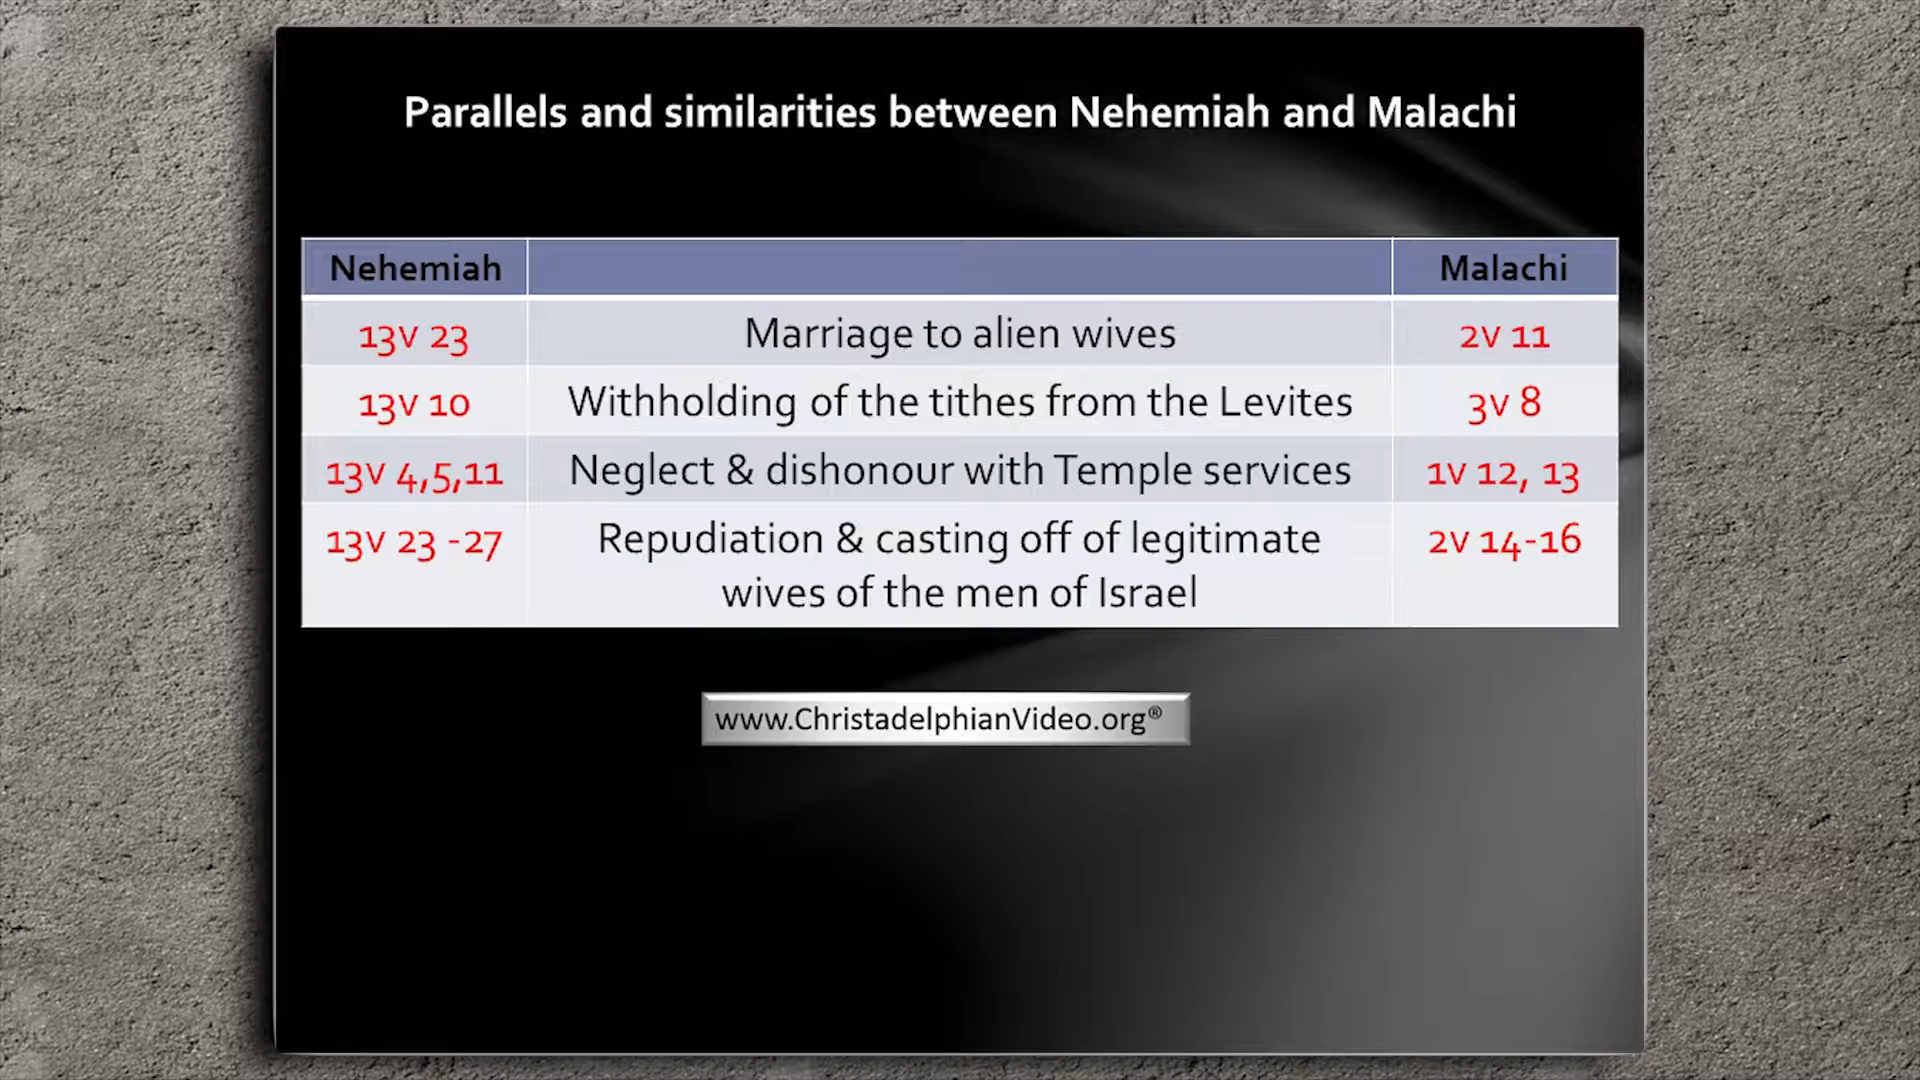 Parallels and similarities between Nehemiah and Malachi
Nehemiah Malachi
13v 23 Marriage to alien wives 2v 11
13v 10 Withholding of the tithes from the Levites 3v 8
13v 4,5,11 Neglect & dishonour with Temple services 1v 12, 13
13v 23 -27 Repudiation & casting off of legitimate 2v 14-16
wives of the men of Israel
www.ChristadelphianVideo.org®